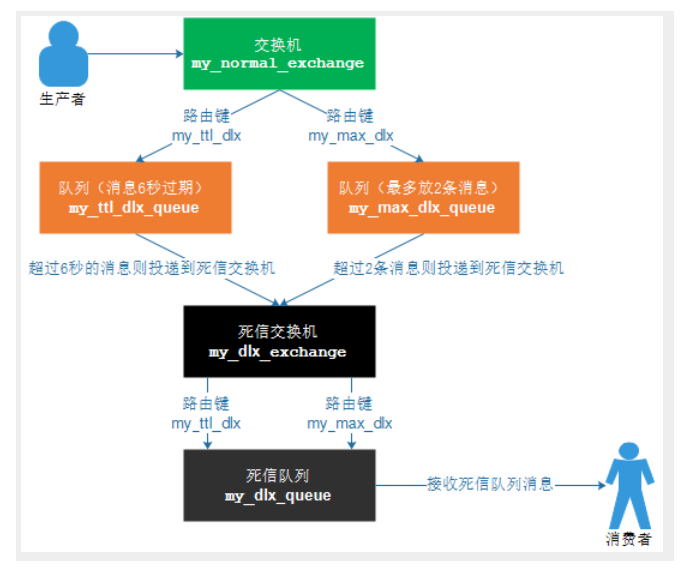 生产者
交换机
my_normal_exchange
路由键
my_ttl_dlx
路由键
my_max_dlx
队列（消息6秒过期）
my_ttl_dlx_queue
队列（最多放2条消息）
my_max_dlx_queue
超过6秒的消息则投递到死信交换机
超过2条消息则投递到死信交换机
死信交换机
my_dlx_exchange
路由键
my_ttl_dlx
路由键
my_max_dlx
死信队列
my_dlx_queue
接收死信队列消息
消费者